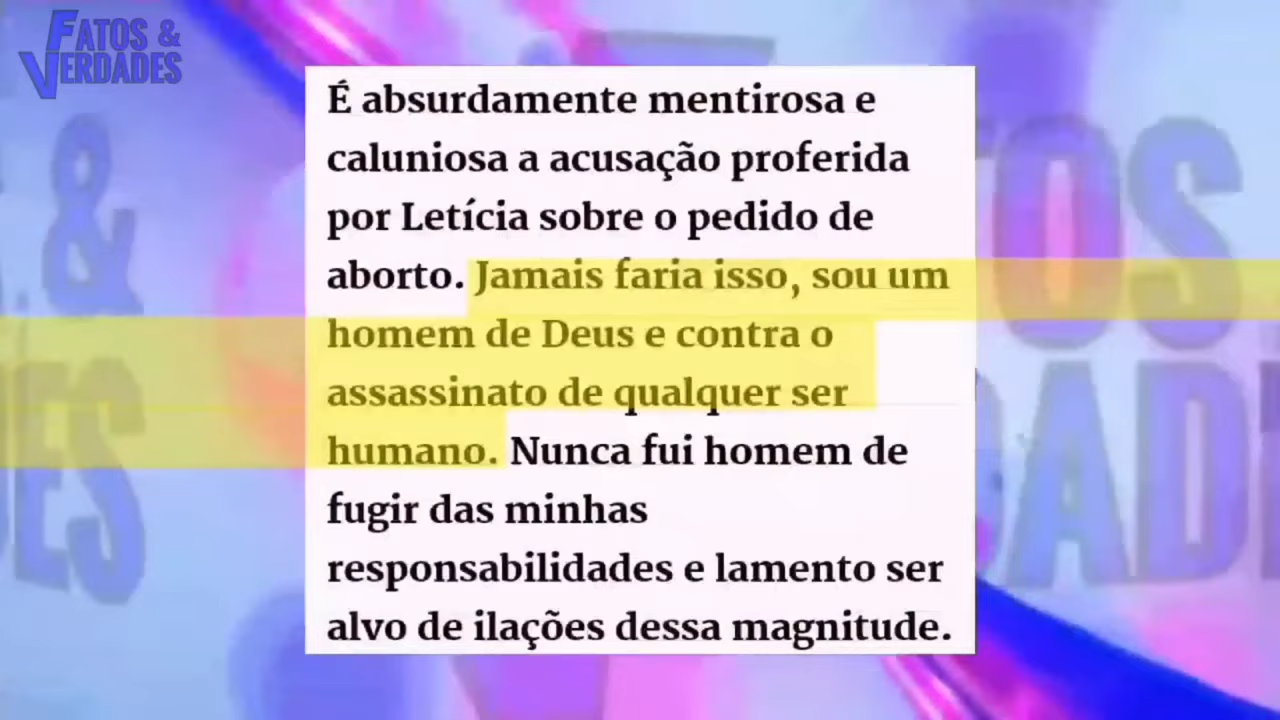 FATOS &
VERDADES
É absurdamente mentirosa e
caluniosa a acusação proferida
por Letícia sobre o pedido de
aborto. Jamais faria isso, sou um
homem de Deus e contra o
assassinato de qualquer ser
humano. Nunca fui homem de
fugir das minhas
responsabilidades e lamento ser
alvo de ilações dessa magnitude.